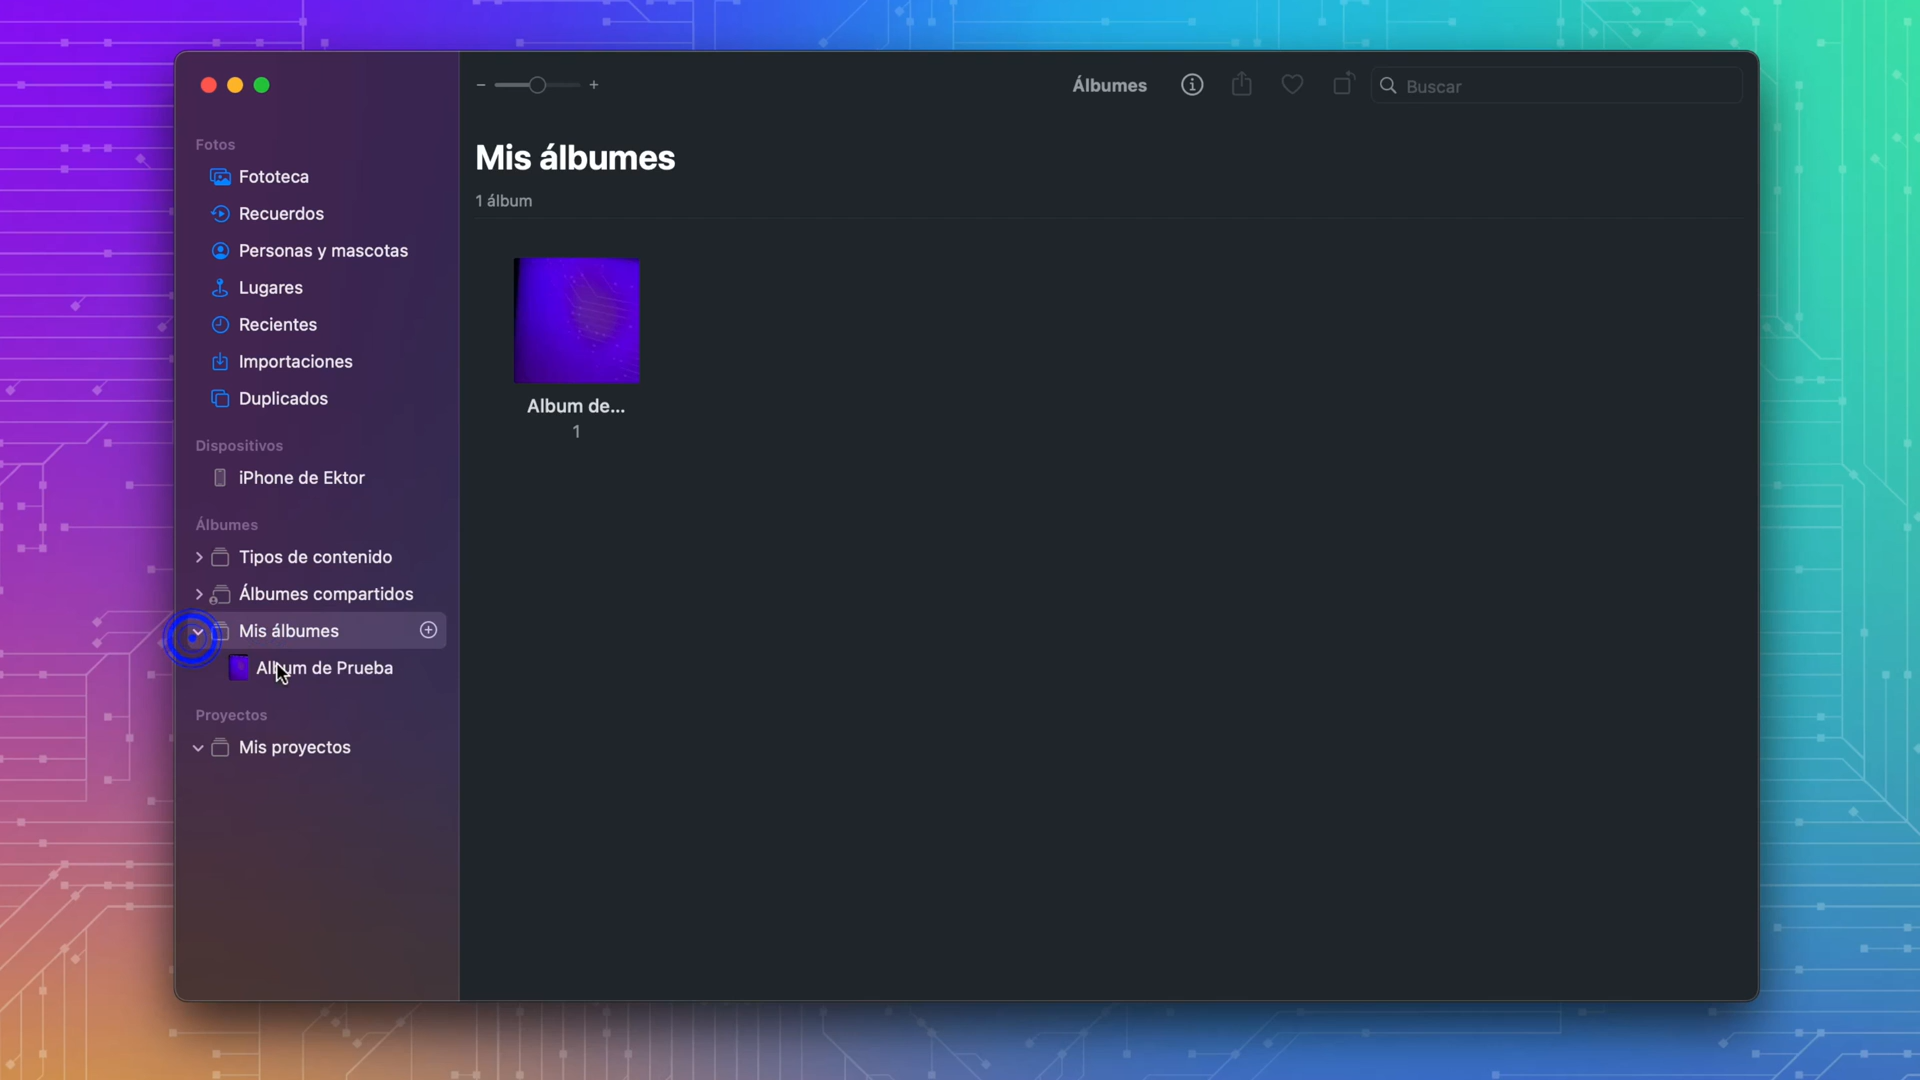 Álbumes
Buscar
Fotos
Fototeca
Recuerdos
Personas y mascotas
Lugares
Recientes
Importaciones
Duplicados
Dispositivos
iPhone de Ektor
Álbumes
Tipos de contenido
Álbumes compartidos
Mis álbumes
Album de Prueba
Proyectos
Mis proyectos
Mis álbumes
1 álbum
Album de...
1